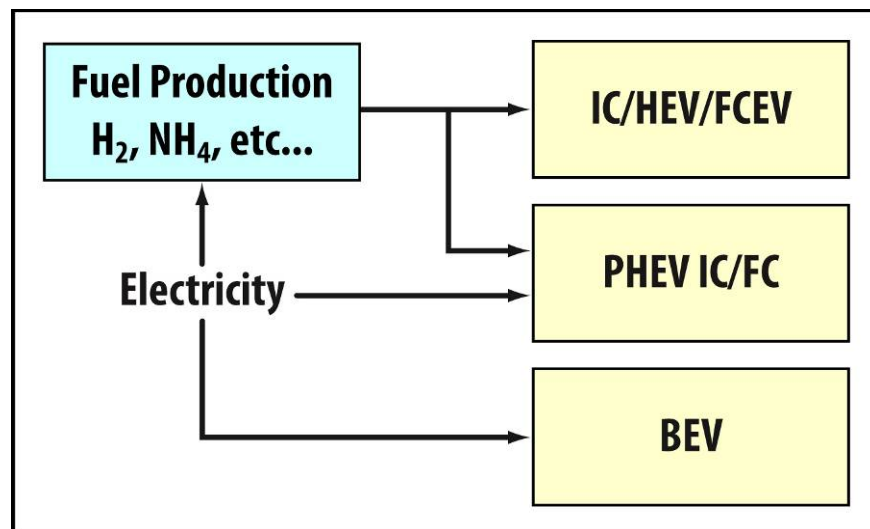 Fuel Production
H₂, NH₄, etc...
IC/HEV/FCEV
PHEV IC/FC
Electricity
BEV